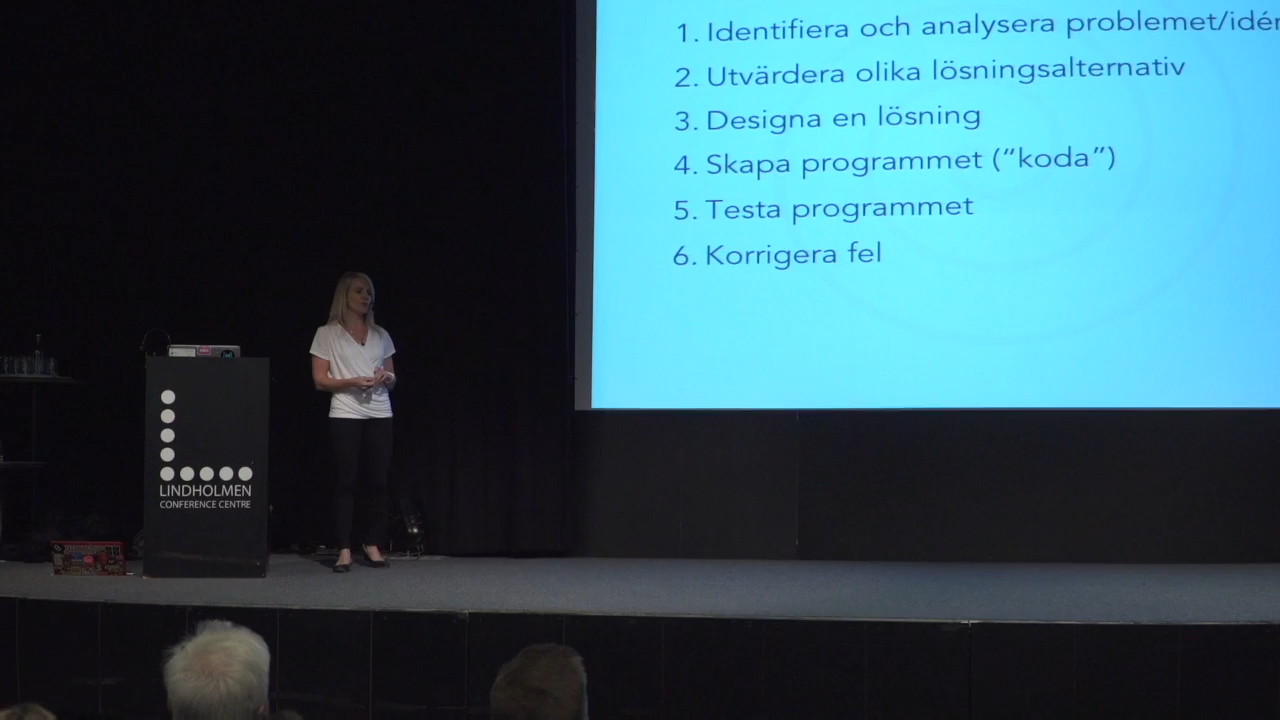 1. Identifiera och analysera problemet/idén
2. Utvärdera olika lösningsalternativ
3. Designa en lösning
4. Skapa programmet (”koda”)
5. Testa programmet
6. Korrigera fel
LINDHOLMEN
CONFERENCE CENTRE